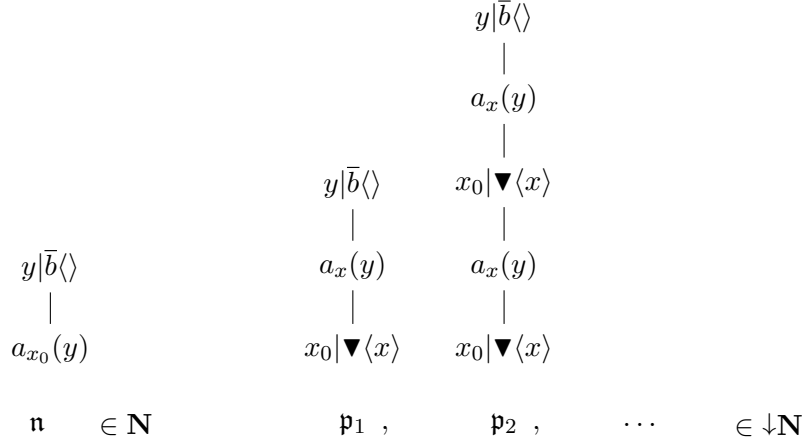 y|b̅⟨⟩
a_x(y)
y|b̅⟨⟩ x₀|▼⟨x⟩
y|b̅⟨⟩ a_x(y) a_x(y)
a_{x₀}(y) x₀|▼⟨x⟩ x₀|▼⟨x⟩
𝔫 ∈ 𝐍 𝔭₁ , 𝔭₂ , ⋯ ∈ ↓𝐍